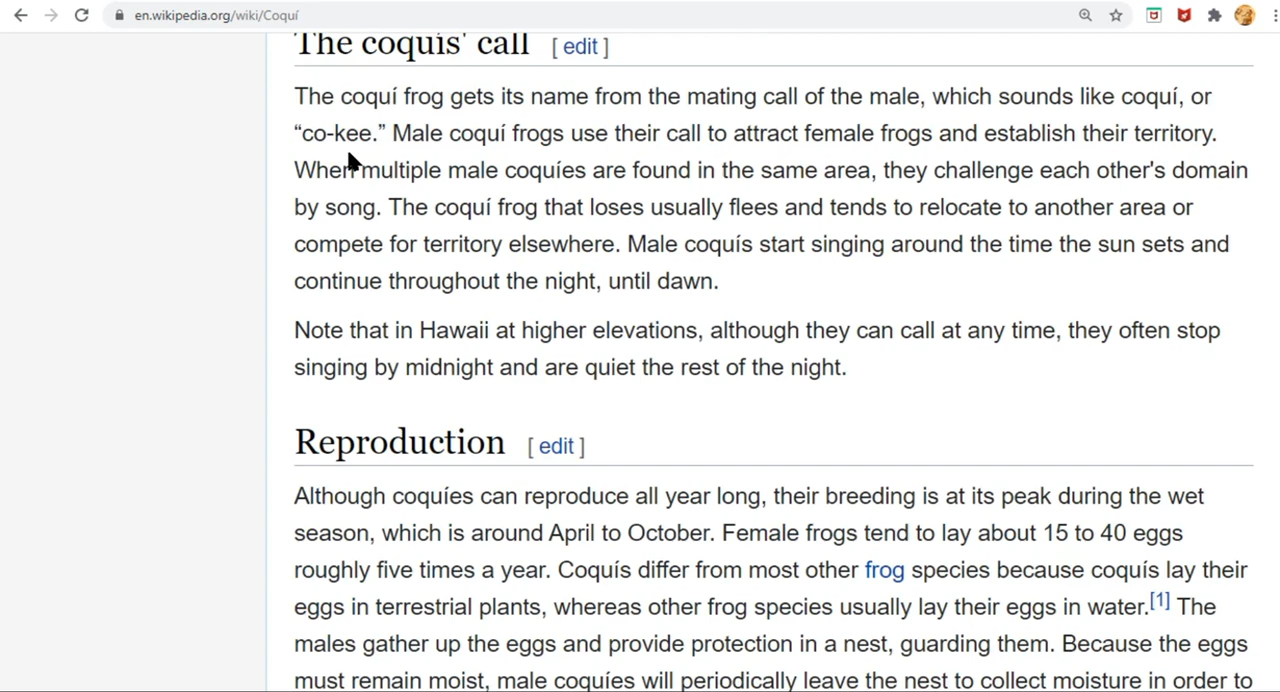 en.wikipedia.org/wiki/Coquí
The coquís' call [ edit ]
The coquí frog gets its name from the mating call of the male, which sounds like coquí, or
“co-kee.” Male coquí frogs use their call to attract female frogs and establish their territory.
When multiple male coquíes are found in the same area, they challenge each other's domain
by song. The coquí frog that loses usually flees and tends to relocate to another area or
compete for territory elsewhere. Male coquís start singing around the time the sun sets and
continue throughout the night, until dawn.
Note that in Hawaii at higher elevations, although they can call at any time, they often stop
singing by midnight and are quiet the rest of the night.
Reproduction [ edit ]
Although coquíes can reproduce all year long, their breeding is at its peak during the wet
season, which is around April to October. Female frogs tend to lay about 15 to 40 eggs
roughly five times a year. Coquís differ from most other frog species because coquís lay their
eggs in terrestrial plants, whereas other frog species usually lay their eggs in water.[1] The
males gather up the eggs and provide protection in a nest, guarding them. Because the eggs
must remain moist, male coquíes will periodically leave the nest to collect moisture in order to